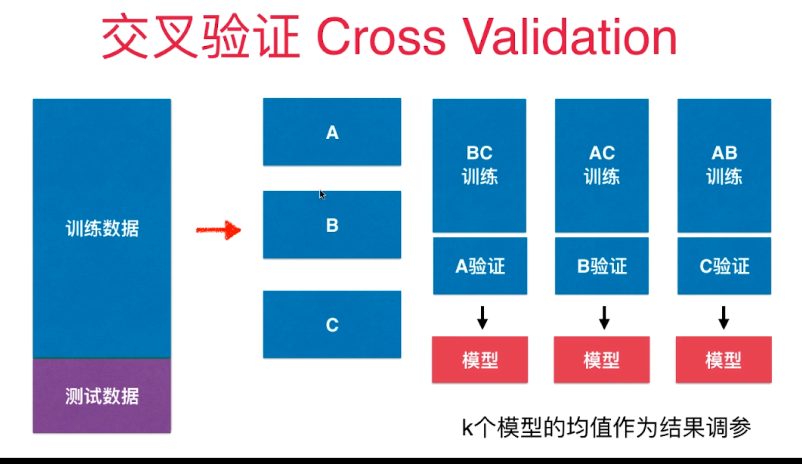 交叉验证 Cross Validation
训练数据
测试数据
A
B
C
BC
训练
A验证
模型
AC
训练
B验证
模型
AB
训练
C验证
模型
k个模型的均值作为结果调参